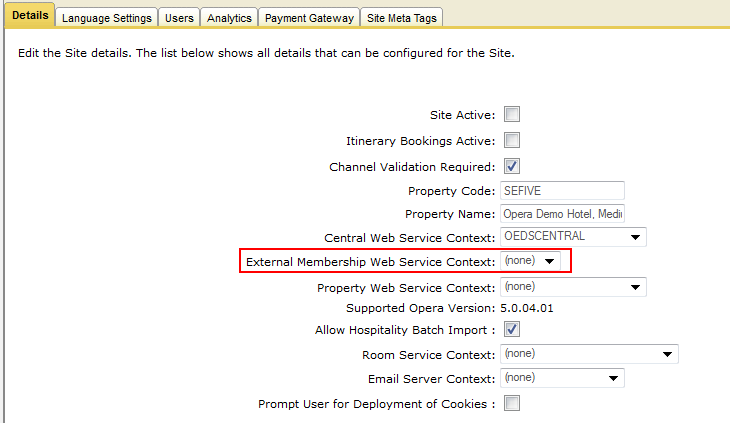 Details Language Settings Users Analytics Payment Gateway Site Meta Tags
Edit the Site details. The list below shows all details that can be configured for the Site.
Site Active:
Itinerary Bookings Active:
Channel Validation Required:
Property Code: SEFIVE
Property Name: Opera Demo Hotel, Medi
Central Web Service Context: OEDSCENTRAL
External Membership Web Service Context: (none)
Property Web Service Context: (none)
Supported Opera Version: 5.0.04.01
Allow Hospitality Batch Import :
Room Service Context: (none)
Email Server Context: (none)
Prompt User for Deployment of Cookies :